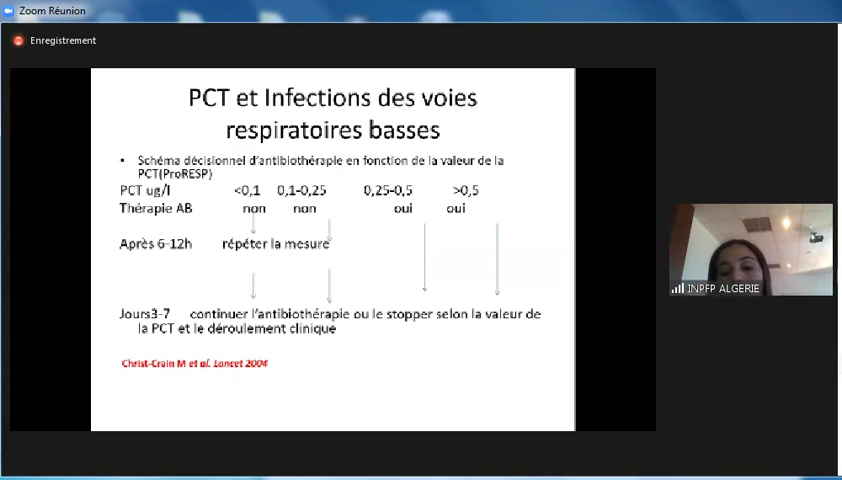 Zoom Réunion
Enregistrement
PCT et Infections des voies
respiratoires basses
• Schéma décisionnel d'antibiothérapie en fonction de la valeur de la
PCT(ProRESP)
PCT ug/l <0,1 0,1-0,25 0,25-0,5 >0,5
Thérapie AB non non oui oui
Après 6-12h répéter la mesure
Jours3-7 continuer l'antibiothérapie ou le stopper selon la valeur de
la PCT et le déroulement clinique
Christ-Crain M et al. Lancet 2004
INPFP ALGERIE